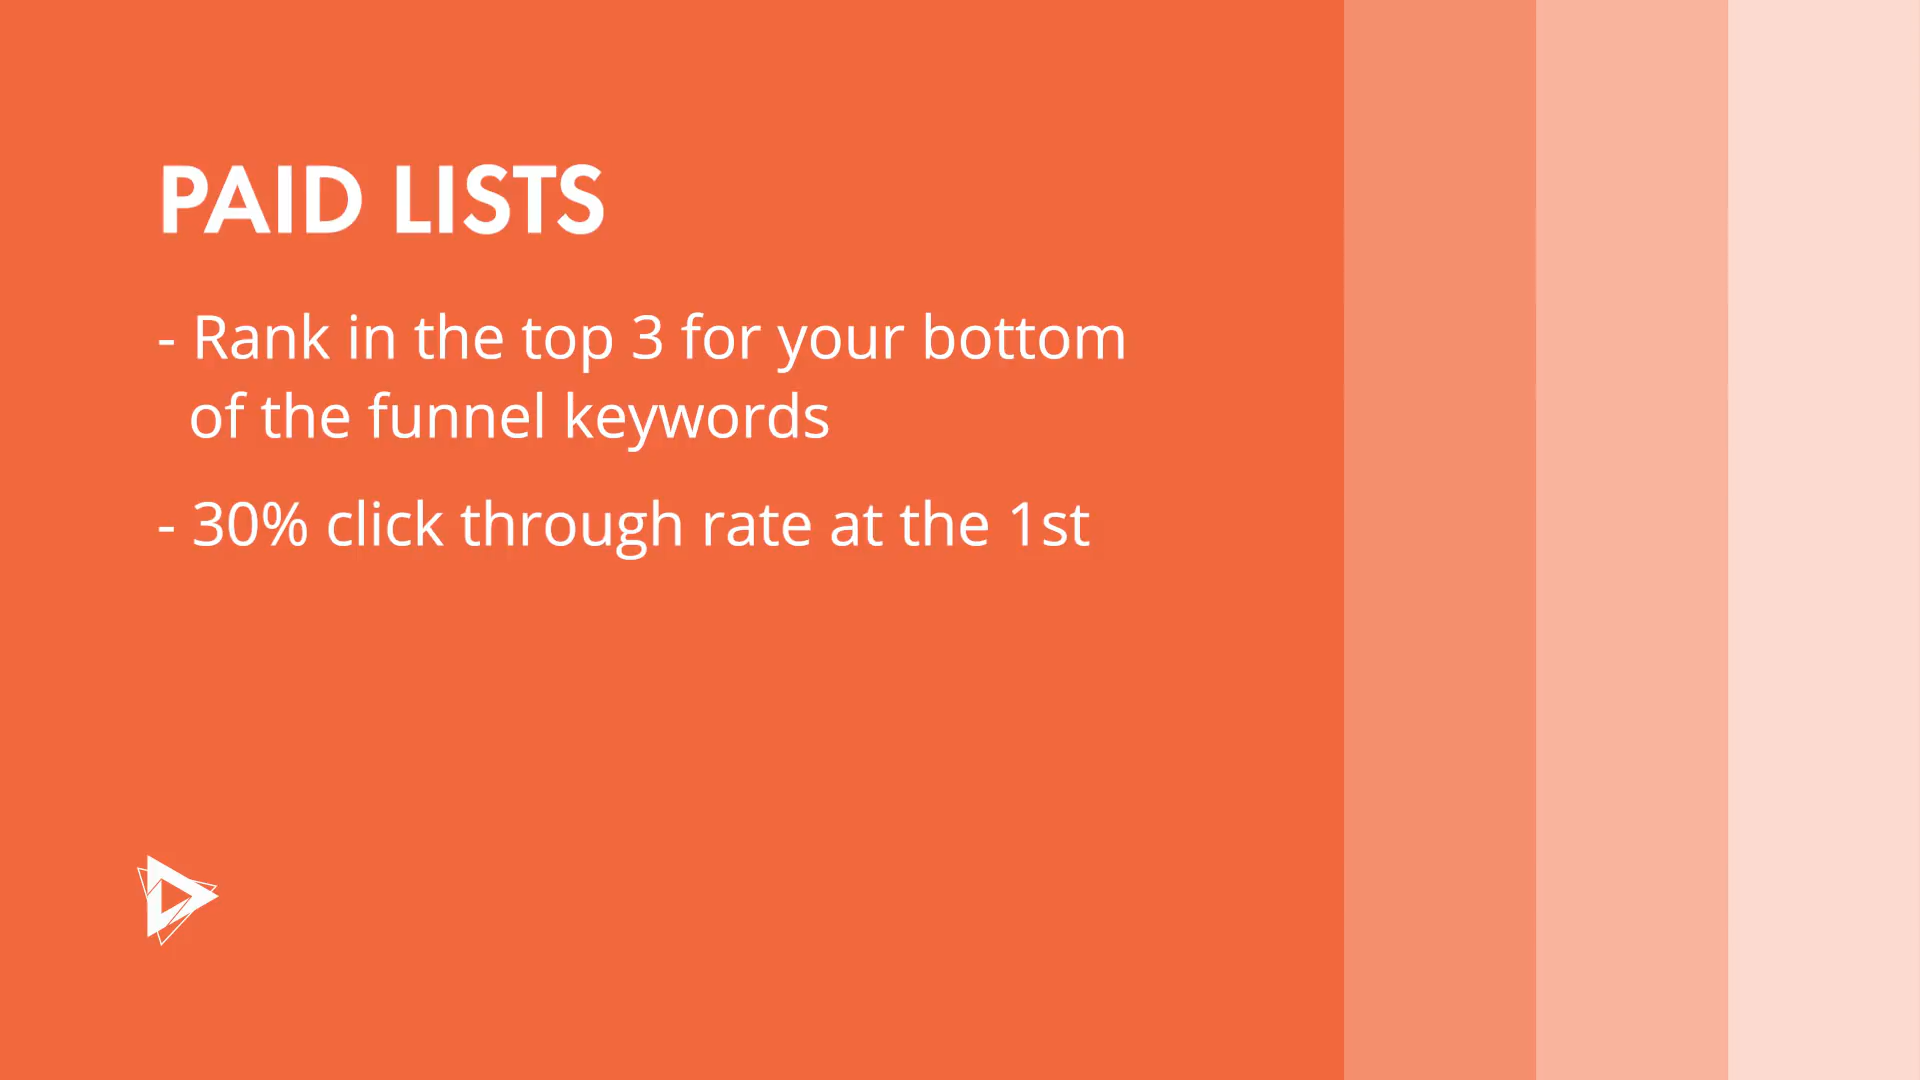 PAID LISTS
- Rank in the top 3 for your bottom
of the funnel keywords
- 30% click through rate at the 1st